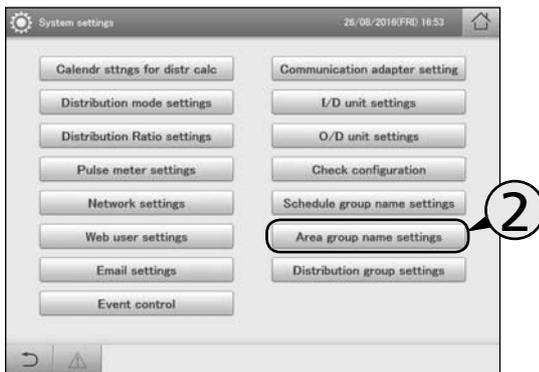 System settings 26/08/2016(FRI) 16:53
Calendr sttngs for distr calc
Distribution mode settings
Distribution Ratio settings
Pulse meter settings
Network settings
Web user settings
Email settings
Event control
Communication adapter setting
I/D unit settings
O/D unit settings
Check configuration
Schedule group name settings
Area group name settings
Distribution group settings
2